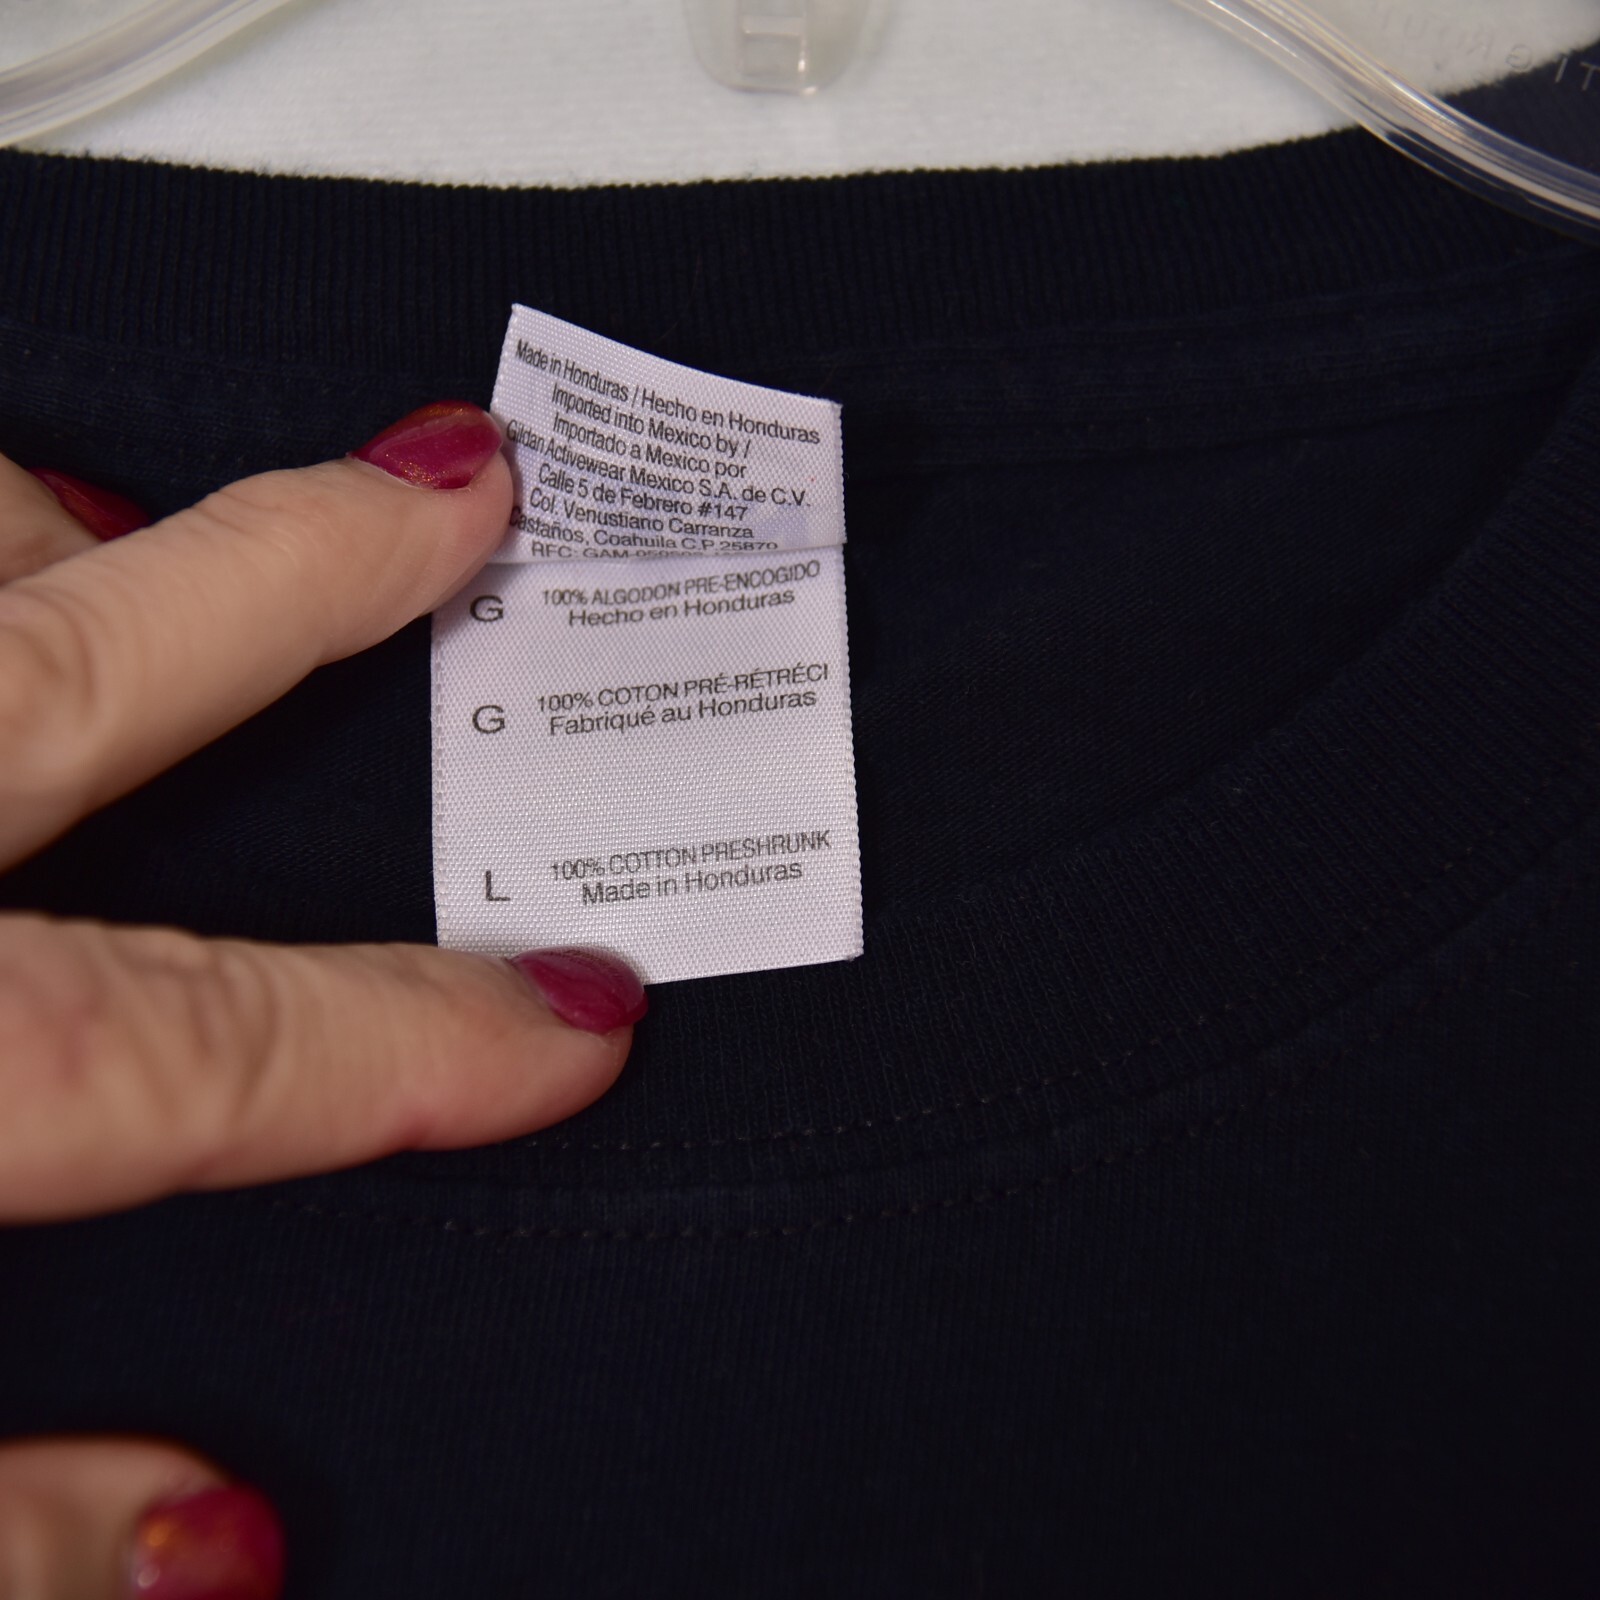 Made in Honduras / Hecho en Honduras
Imported into Mexico by /
Importado a Mexico por
Gildan Activewear Mexico S.A. de C.V.
Calle 5 de Febrero #147
Col. Venustiano Carranza
Castaños, Coahuila C.P. 25870
RFC: GAM
G 100% ALGODON PRE-ENCOGIDO
Hecho en Honduras
G 100% COTON PRÉ-RÉTRÉCI
Fabriqué au Honduras
L 100% COTTON PRESHRUNK
Made in Honduras